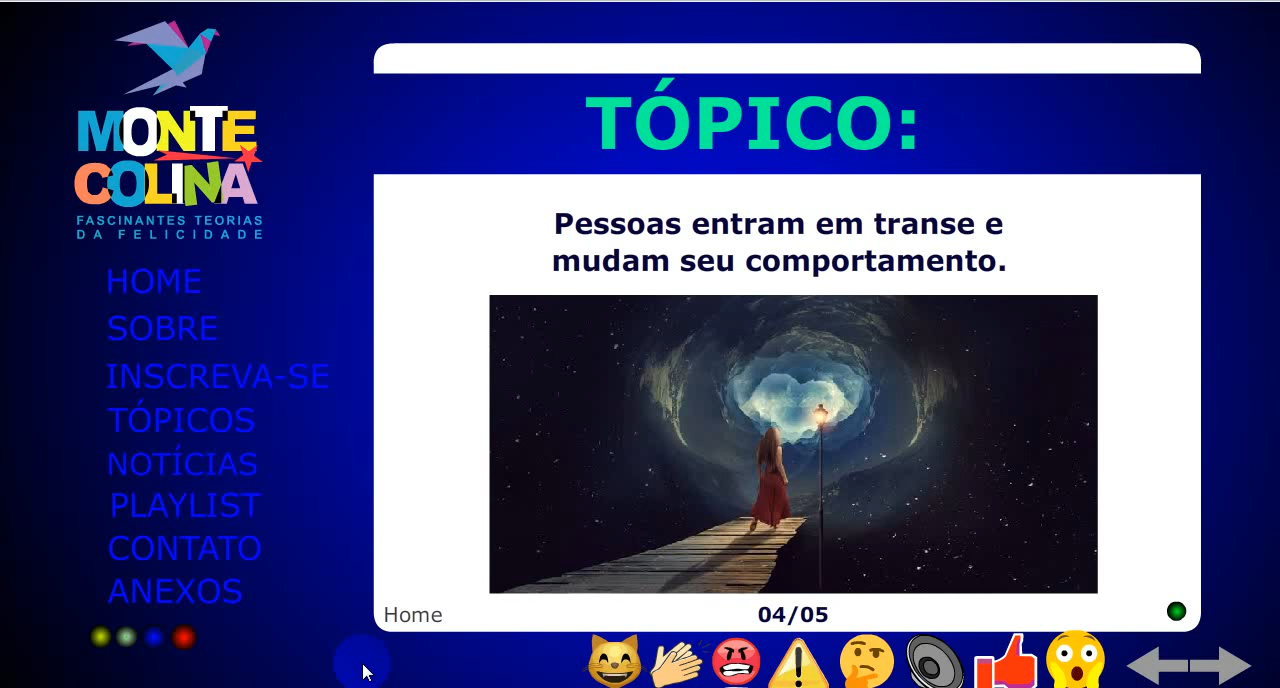 MONTE
COLINA
FASCINANTES TEORIAS
DA FELICIDADE
HOME
SOBRE
INSCREVA-SE
TÓPICOS
NOTÍCIAS
PLAYLIST
CONTATO
ANEXOS
TÓPICO:
Pessoas entram em transe e
mudam seu comportamento.
Home
04/05